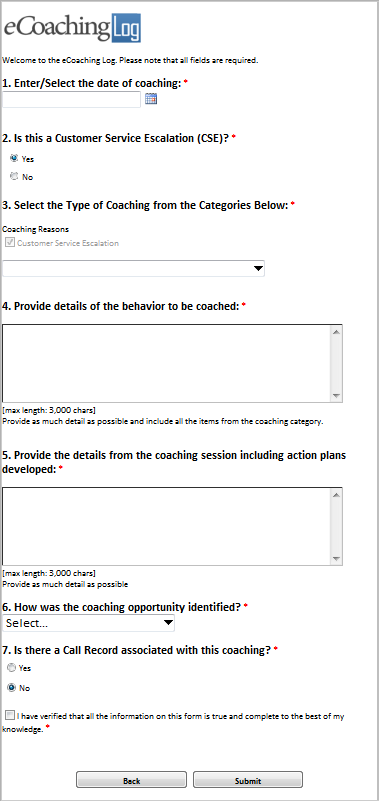 eCoachingLog
Welcome to the eCoaching Log. Please note that all fields are required.
1. Enter/Select the date of coaching: *
2. Is this a Customer Service Escalation (CSE)? *
Yes
No
3. Select the Type of Coaching from the Categories Below: *
Coaching Reasons
Customer Service Escalation
4. Provide details of the behavior to be coached: *
[max length: 3,000 chars]
Provide as much detail as possible and include all the items from the coaching category.
5. Provide the details from the coaching session including action plans
developed: *
[max length: 3,000 chars]
Provide as much detail as possible
6. How was the coaching opportunity identified? *
Select...
7. Is there a Call Record associated with this coaching? *
Yes
No
I have verified that all the information on this form is true and complete to the best of my
knowledge. *
Back Submit